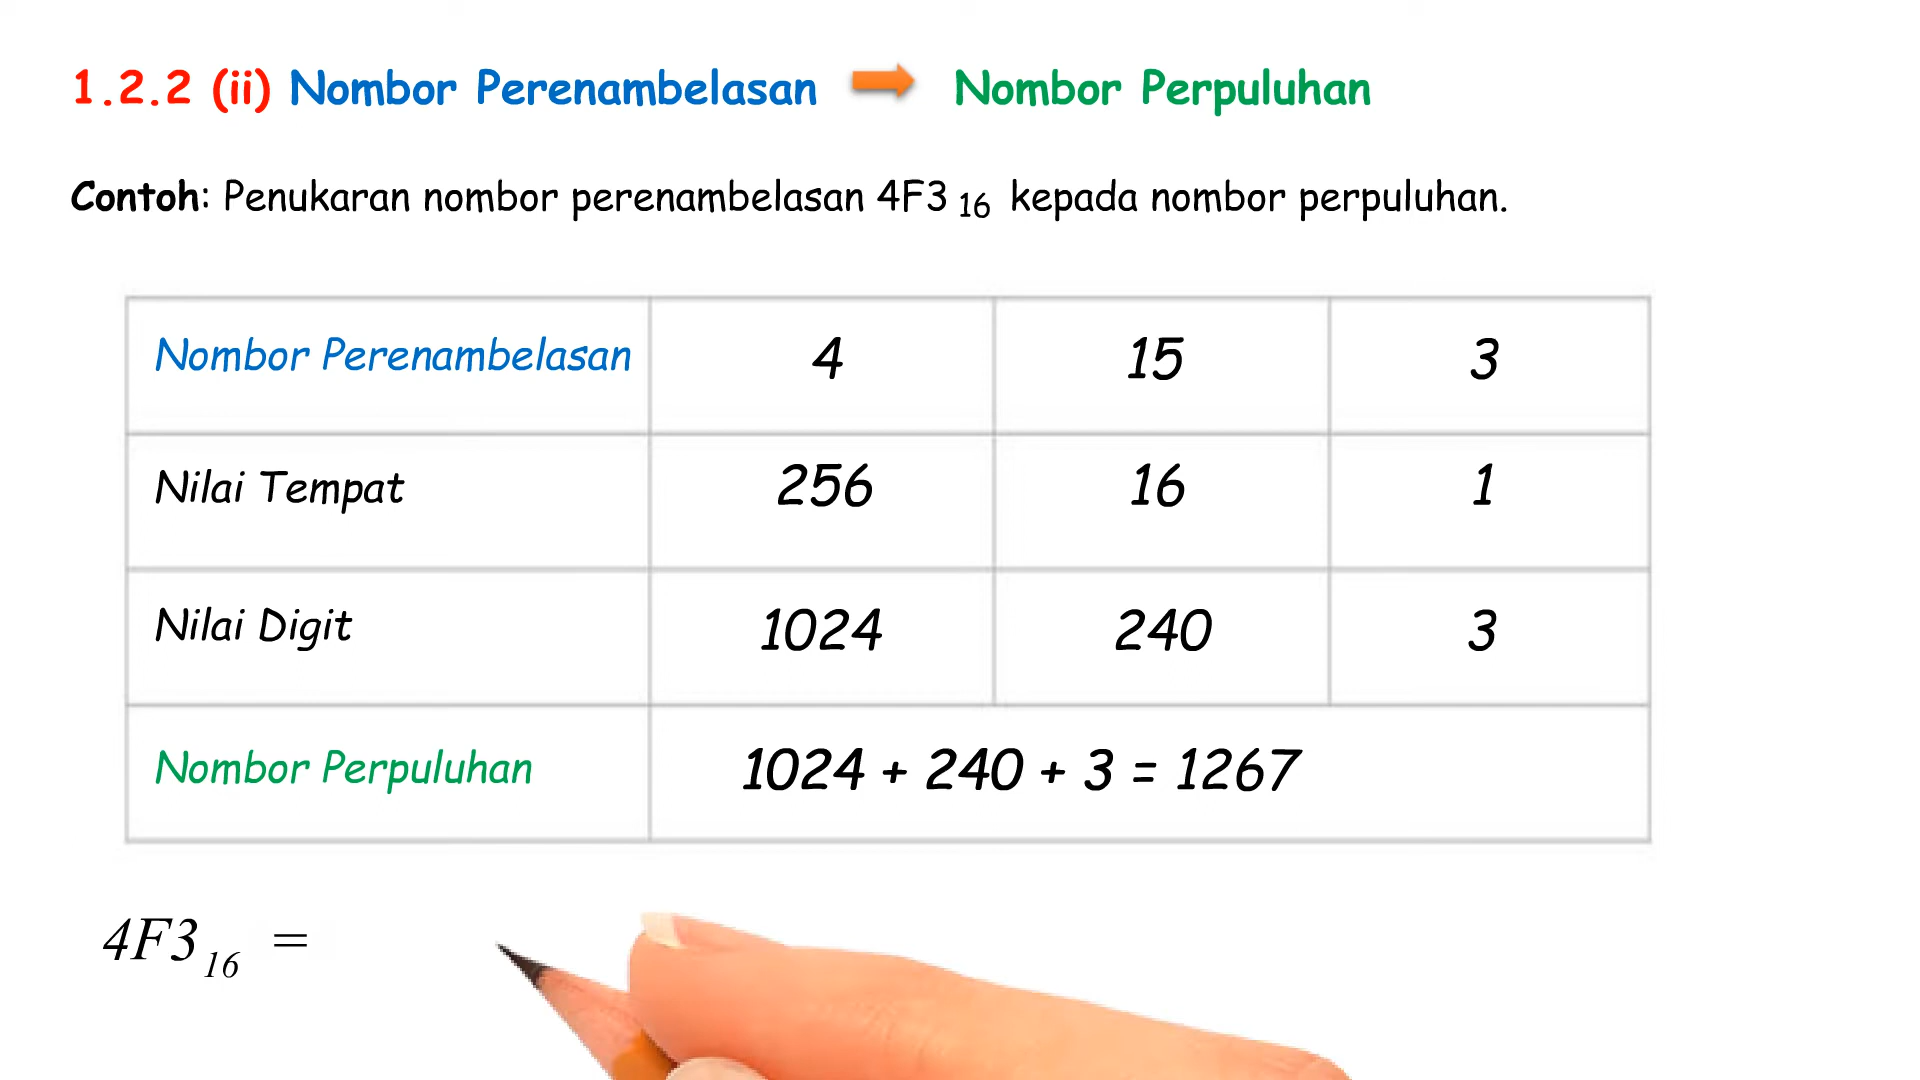 1.2.2 (ii) Nombor Perenambelasan Nombor Perpuluhan
Contoh: Penukaran nombor perenambelasan 4F3 16 kepada nombor perpuluhan.
Nombor Perenambelasan 4 15 3
Nilai Tempat 256 16 1
Nilai Digit 1024 240 3
Nombor Perpuluhan 1024 + 240 + 3 = 1267
4F3 16 =